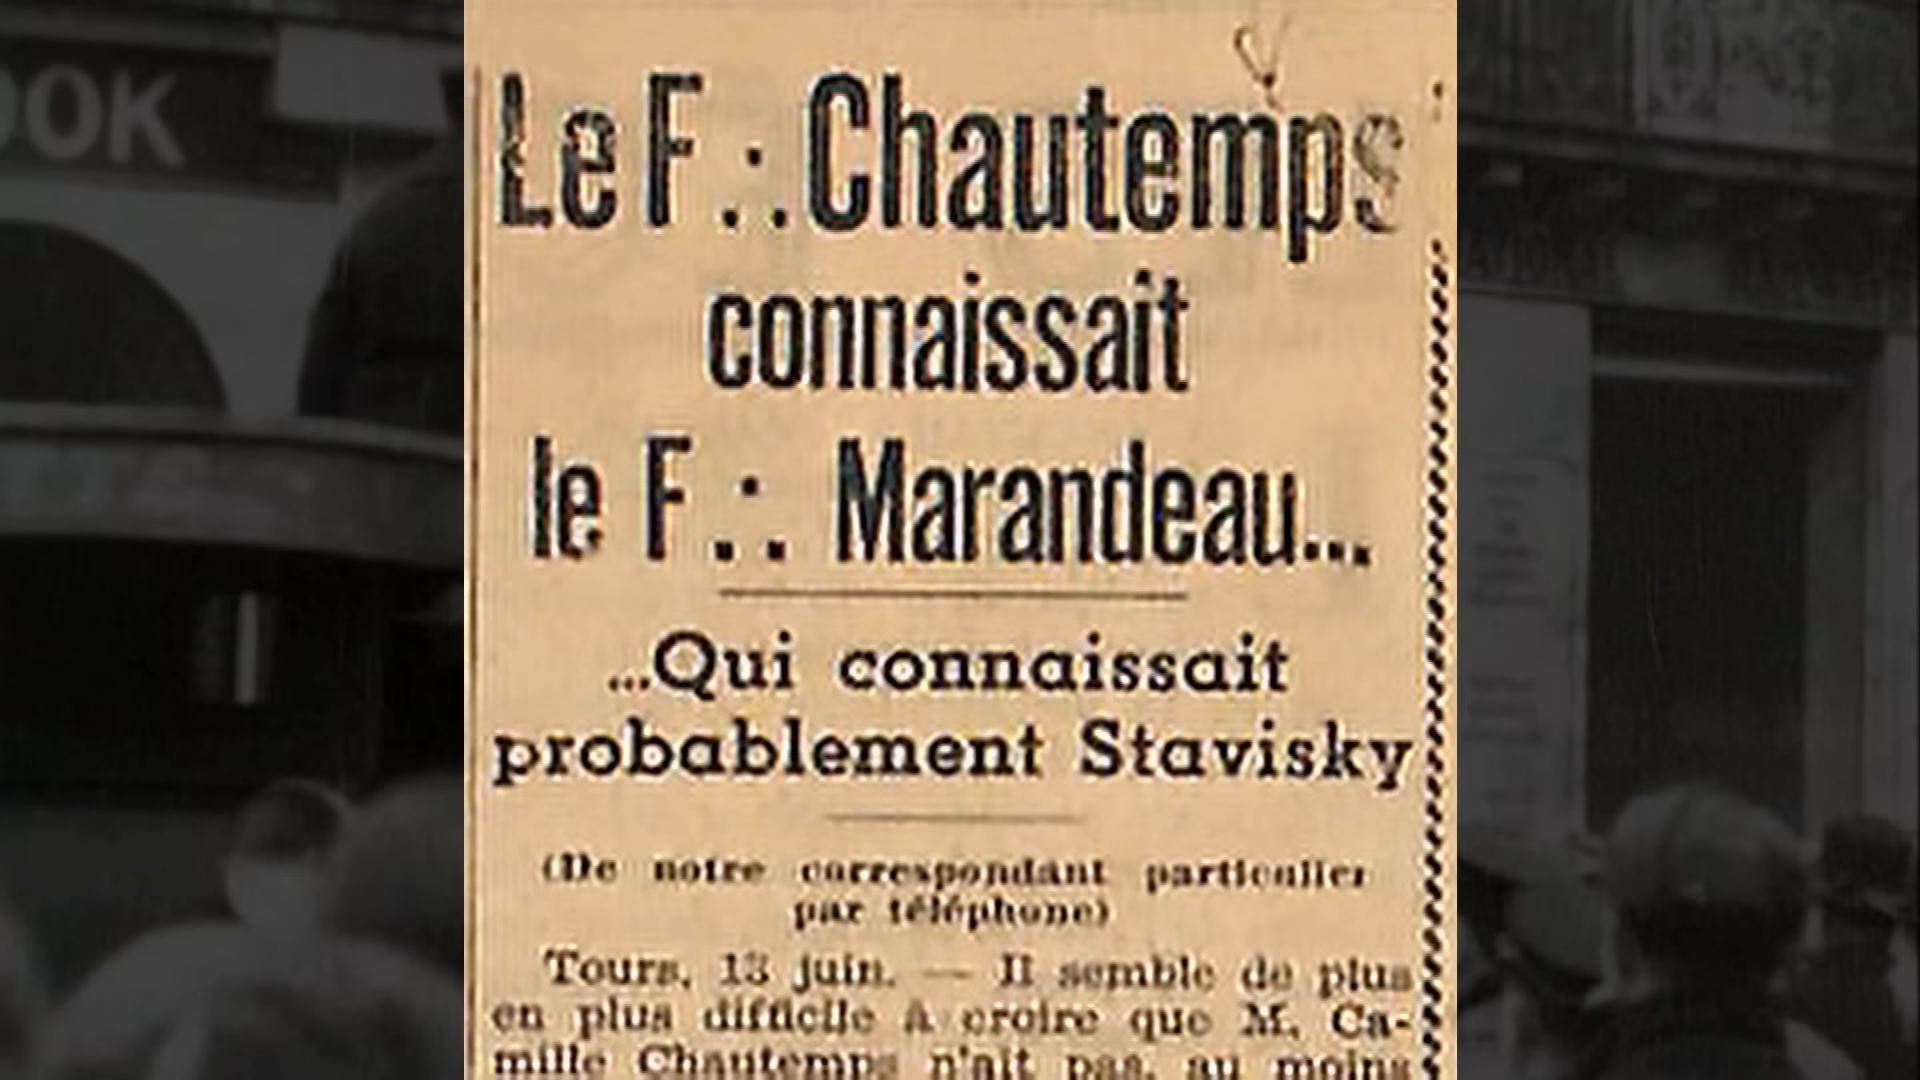 OOK
Le F∴ Chautemps
connaissait
le F∴ Marandeau...
...Qui connaissait
probablement Stavisky
(De notre correspondant particulier
par téléphone)
Tours, 13 juin. — Il semble de plus
en plus difficile à croire que M. Ca-
mille Chautemps n'ait pas, au moins